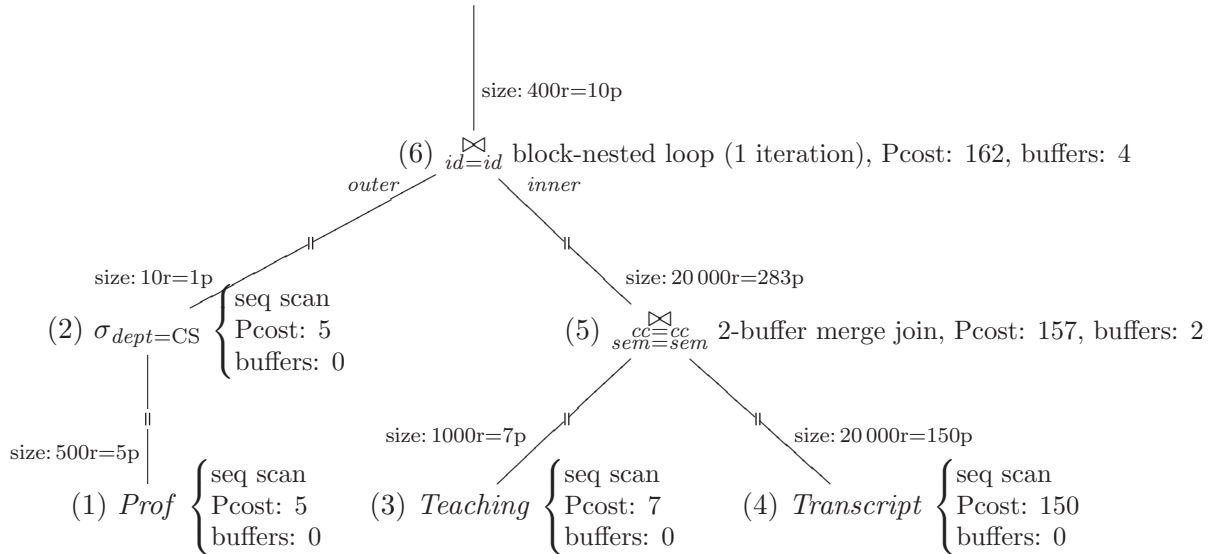 size: 400r=10p
(6) ⋈ id=id block-nested loop (1 iteration), Pcost: 162, buffers: 4
outer
inner
size: 10r=1p
size: 20 000r=283p
(2) σ dept=CS { seq scan
Pcost: 5
buffers: 0
(5) ⋈ cc=cc
sem=sem 2-buffer merge join, Pcost: 157, buffers: 2
size: 500r=5p
size: 1000r=7p
size: 20 000r=150p
(1) Prof { seq scan
Pcost: 5
buffers: 0
(3) Teaching { seq scan
Pcost: 7
buffers: 0
(4) Transcript { seq scan
Pcost: 150
buffers: 0